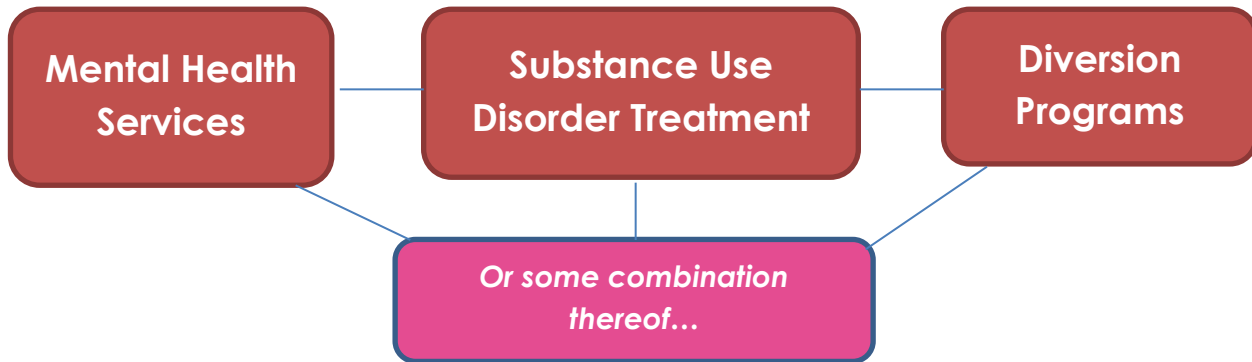 Mental Health
Services
Substance Use
Disorder Treatment
Diversion
Programs
Or some combination
thereof…